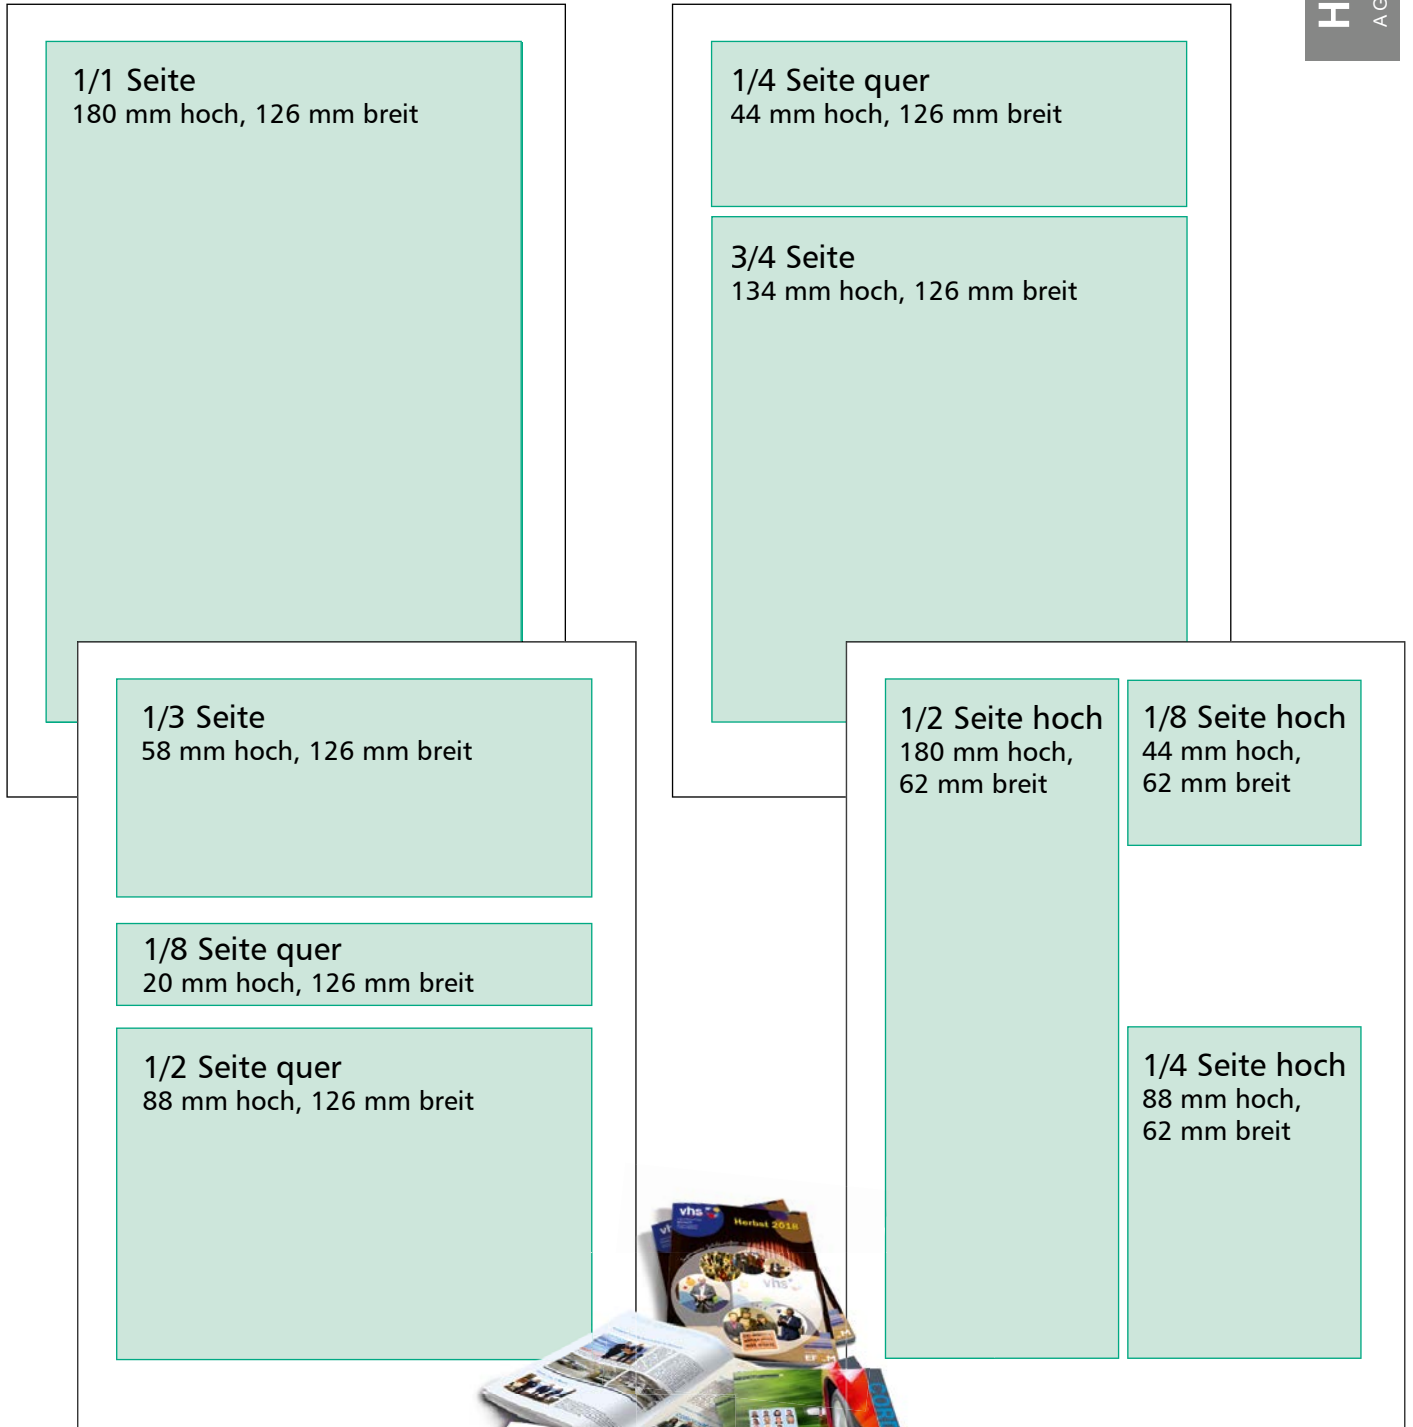 H
AG
1/1 Seite
180 mm hoch, 126 mm breit
1/4 Seite quer
44 mm hoch, 126 mm breit
3/4 Seite
134 mm hoch, 126 mm breit
1/3 Seite
58 mm hoch, 126 mm breit
1/8 Seite quer
20 mm hoch, 126 mm breit
1/2 Seite quer
88 mm hoch, 126 mm breit
1/2 Seite hoch
180 mm hoch,
62 mm breit
1/8 Seite hoch
44 mm hoch,
62 mm breit
1/4 Seite hoch
88 mm hoch,
62 mm breit
vhs
Herbst 2018
vhs